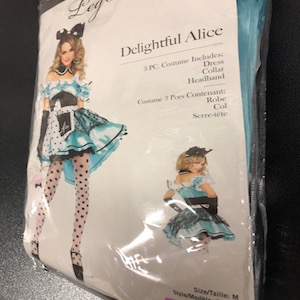 Leg
Delightful Alice
3 PC. Costume Includes:
Dress
Collar
Headband
Costume 3 Pces Contenant:
Robe
Col
Serre-tête
Size/Taille: M